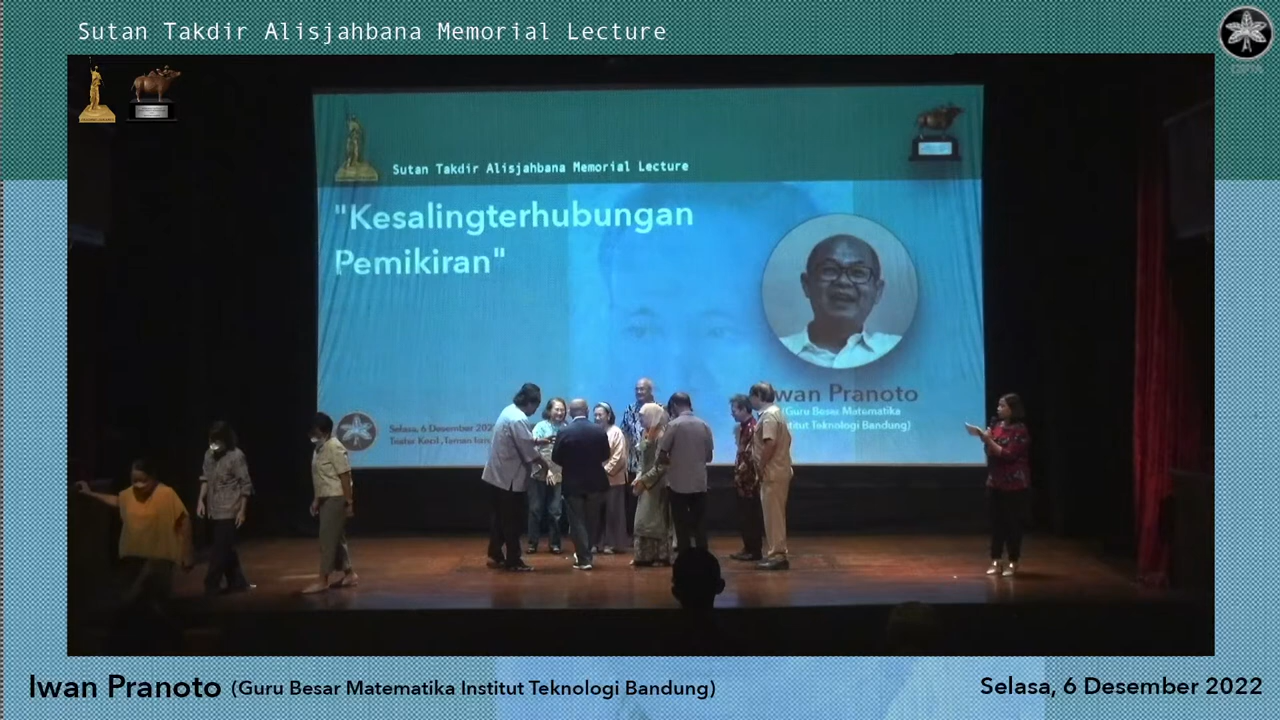 Sutan Takdir Alisjahbana Memorial Lecture
Sutan Takdir Alisjahbana Memorial Lecture
"Kesalingterhubungan
Pemikiran"
Iwan Pranoto
(Guru Besar Matematika
Institut Teknologi Bandung)
Selasa, 6 Desember 202
Teater Kecil, Taman
Iwan Pranoto (Guru Besar Matematika Institut Teknologi Bandung)
Selasa, 6 Desember 2022